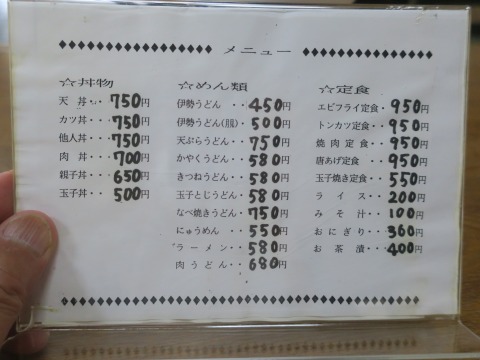 メニュー
☆丼物
天丼・・750円
カツ丼・・750円
他人丼・・750円
肉丼・・700円
親子丼・・650円
玉子丼・・500円
☆めん類
伊勢うどん・・450円
伊勢うどん(大)・500円
天ぷらうどん・・750円
かやくうどん・・580円
きつねうどん・・580円
玉子とじうどん・580円
なべ焼きうどん・750円
にゅうめん・・550円
ラーメン・・580円
肉うどん・・680円
☆定食
エビフライ定食・950円
トンカツ定食・950円
焼肉定食・・950円
唐あげ定食・・950円
玉子焼き定食・550円
ライス・・200円
みそ汁・・100円
おにぎり・・360円
お茶漬・・・400円